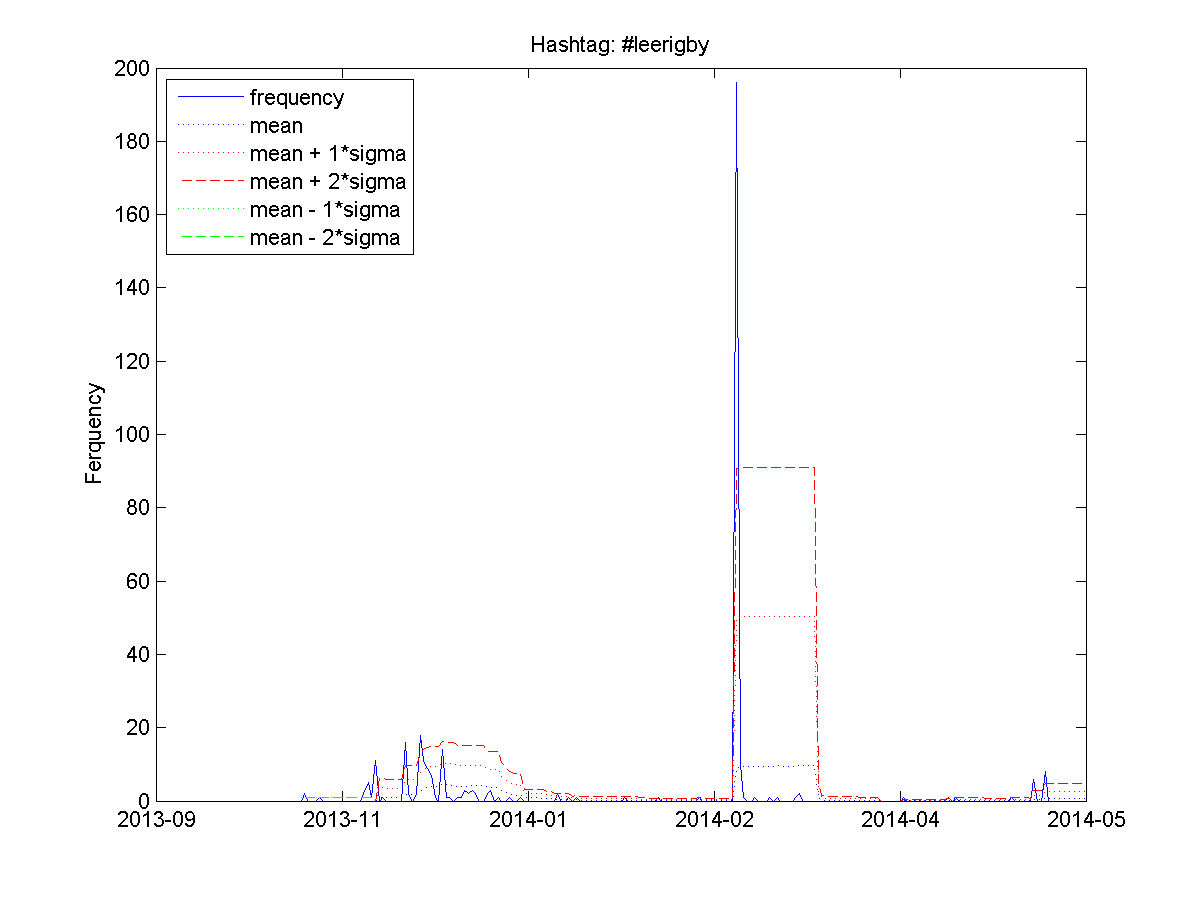 Hashtag: #leerigby
200
180
160
140
120
100
80
60
40
20
0
Ferquency
frequency
mean
mean + 1*sigma
mean + 2*sigma
mean - 1*sigma
mean - 2*sigma
2013-09 2013-11 2014-01 2014-02 2014-04 2014-05